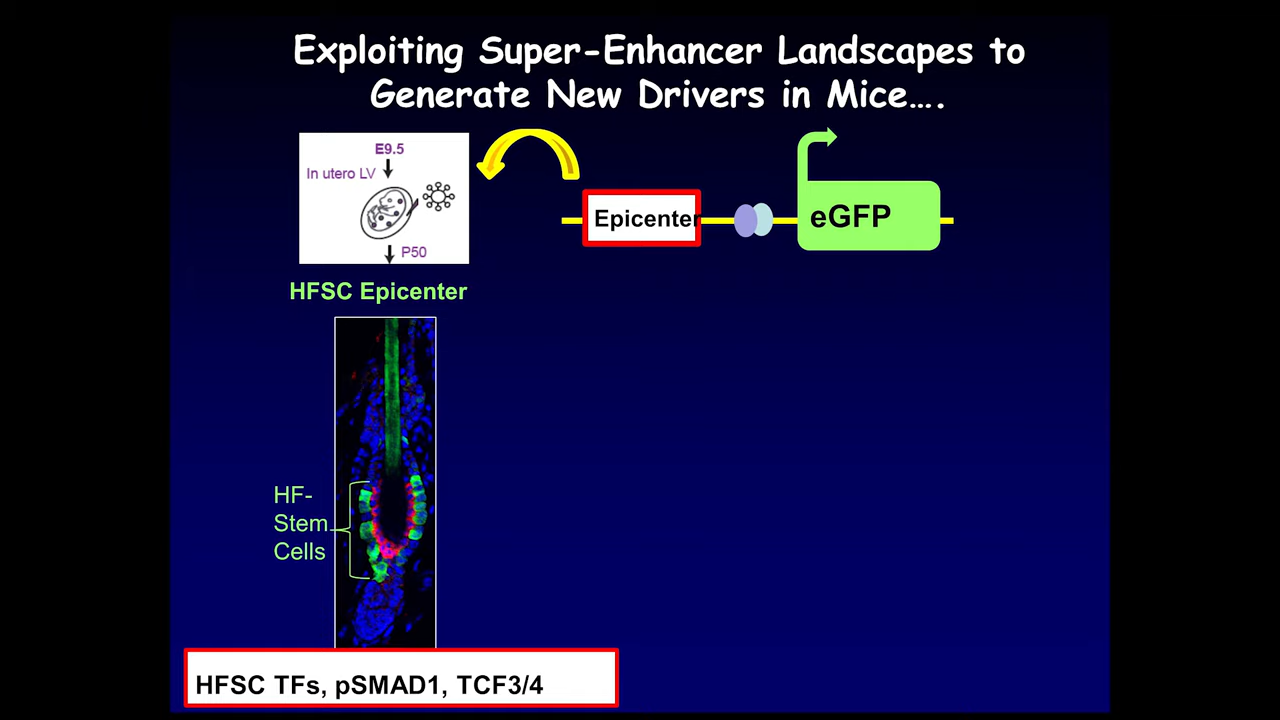 Exploiting Super-Enhancer Landscapes to
Generate New Drivers in Mice….
E9.5
In utero LV
P50
Epicenter
eGFP
HFSC Epicenter
HF-
Stem
Cells
HFSC TFs, pSMAD1, TCF3/4